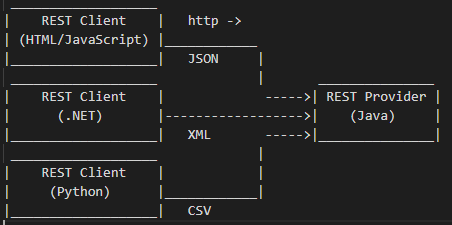 REST Client http ->
(HTML/JavaScript)
JSON
REST Client -----> REST Provider
(.NET) ------------------> (Java)
XML ----->
REST Client
(Python)
CSV